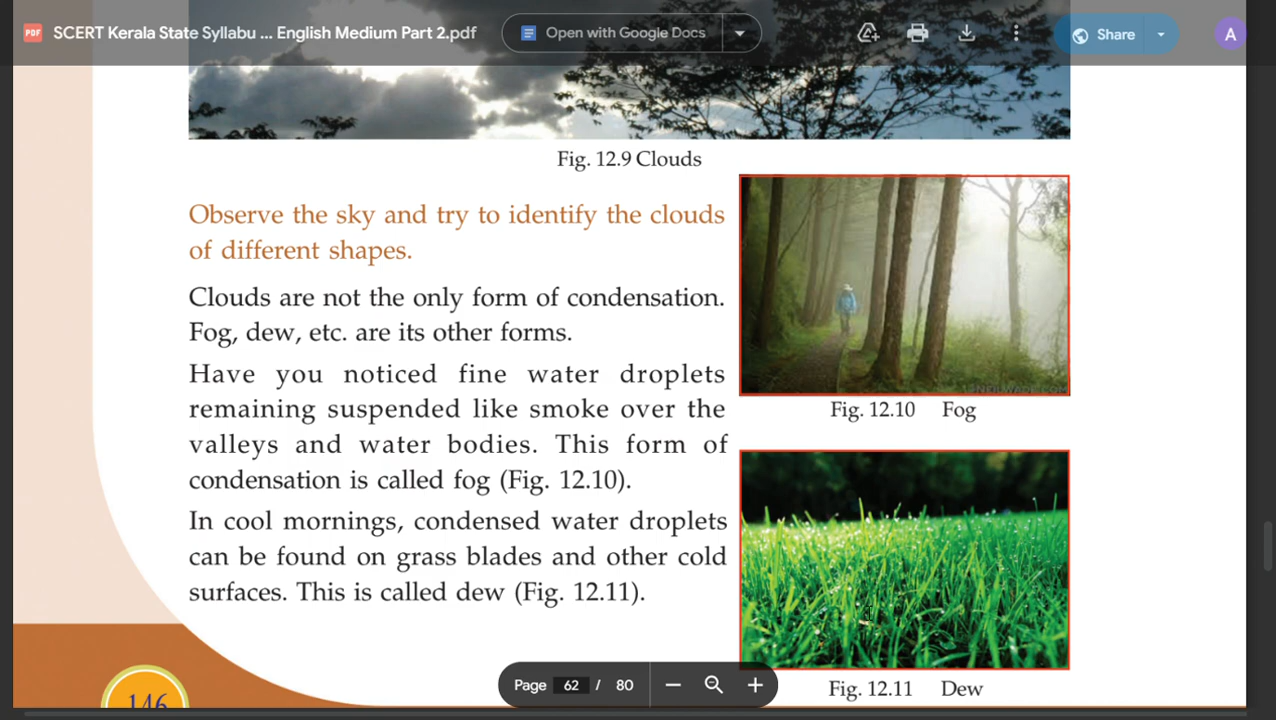 PDF SCERT Kerala State Syllabu ... English Medium Part 2.pdf
Open with Google Docs
Share
A
Fig. 12.9 Clouds
Observe the sky and try to identify the clouds
of different shapes.
Clouds are not the only form of condensation.
Fog, dew, etc. are its other forms.
Have you noticed fine water droplets
remaining suspended like smoke over the
valleys and water bodies. This form of
condensation is called fog (Fig. 12.10).
In cool mornings, condensed water droplets
can be found on grass blades and other cold
surfaces. This is called dew (Fig. 12.11).
©NEILWADE.COM
Fig. 12.10 Fog
Fig. 12.11 Dew
146
Page 62 / 80